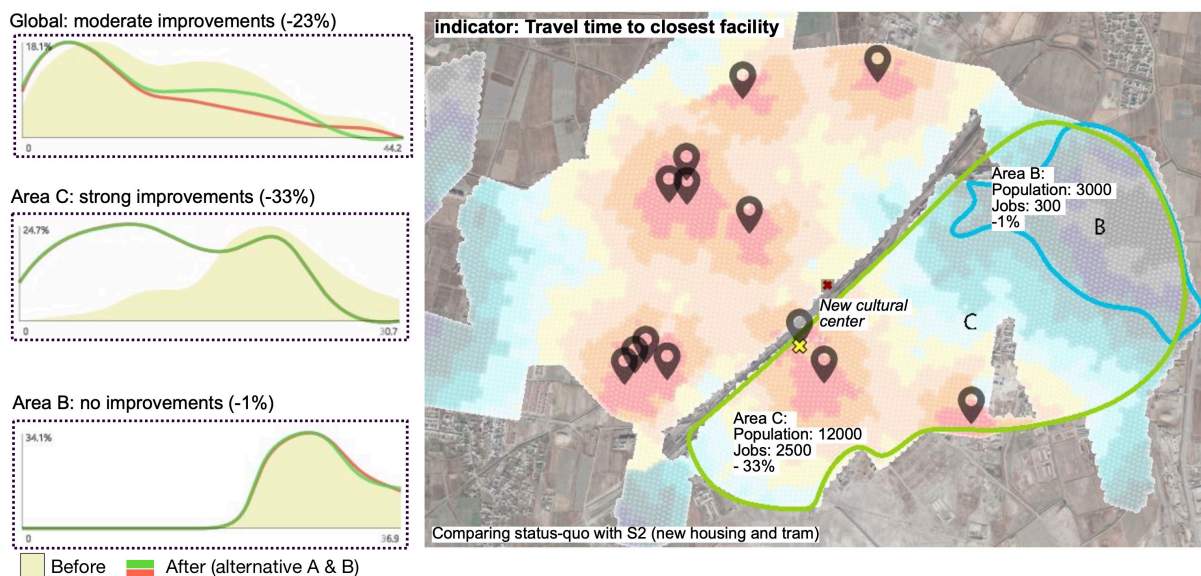 Global: moderate improvements (-23%)
18.1%
0
44.2
Area C: strong improvements (-33%)
24.7%
0
30.7
Area B: no improvements (-1%)
34.1%
0
36.9
Before
After (alternative A & B)
indicator: Travel time to closest facility
Area B:
Population: 3000
Jobs: 300
-1%
B
New cultural
center
C
Area C:
Population: 12000
Jobs: 2500
- 33%
Comparing status-quo with S2 (new housing and tram)